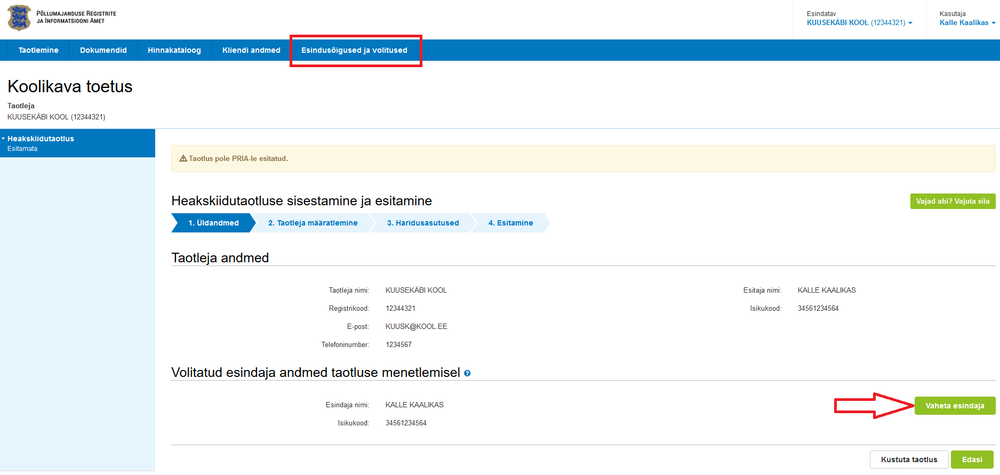 PÕLLUMAJANDUSE REGISTRITE
JA INFORMATSIOONI AMET
Esindatav
KUUSEKÄBI KOOL (12344321)
Kasutaja
Kalle Kaalikas
Taotlemine
Dokumendid
Hinnakataloog
Kliendi andmed
Esindusõigused ja volitused
Koolikava toetus
Taotleja
KUUSEKÄBI KOOL (12344321)
Heakskiidutaotlus
Esitamata
Taotlus pole PRIA-le esitatud.
Heakskiidutaotluse sisestamine ja esitamine
Vajad abi? Vajuta siia
1. Üldandmed
2. Taotleja määratlemine
3. Haridusasutused
4. Esitamine
Taotleja andmed
Taotleja nimi: KUUSEKÄBI KOOL
Esitaja nimi: KALLE KAALIKAS
Registrikood: 12344321
Isikukood: 34561234564
E-post: KUUSK@KOOL.EE
Telefoninumber: 1234567
Volitatud esindaja andmed taotluse menetlemisel ?
Esindaja nimi: KALLE KAALIKAS
Vaheta esindaja
Isikukood: 34561234564
Kustuta taotlus
Edasi